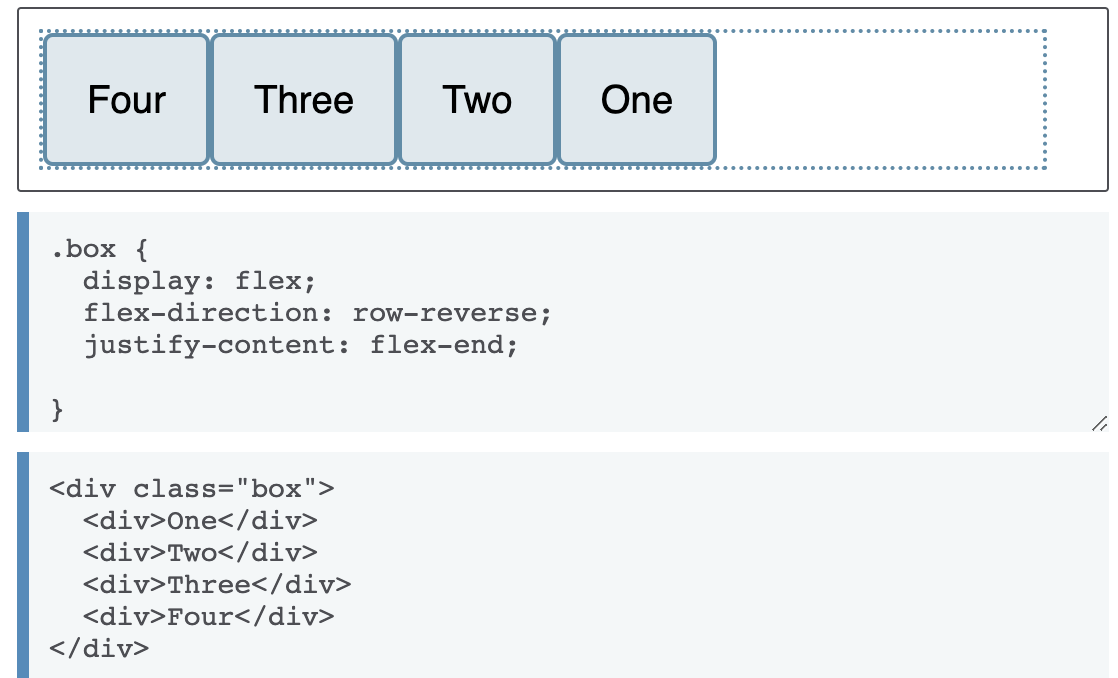 Four Three Two One
.box {
  display: flex;
  flex-direction: row-reverse;
  justify-content: flex-end;

}
<div class="box">
  <div>One</div>
  <div>Two</div>
  <div>Three</div>
  <div>Four</div>
</div>